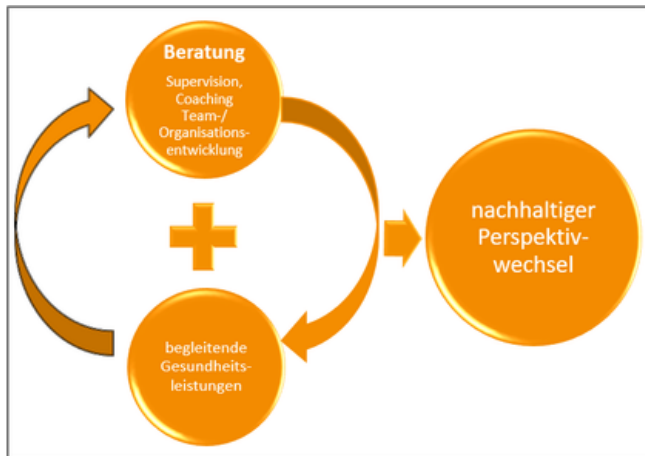 Beratung
Supervision,
Coaching
Team-/
Organisations-
entwicklung
begleitende
Gesundheits-
leistungen
nachhaltiger
Perspektiv-
wechsel